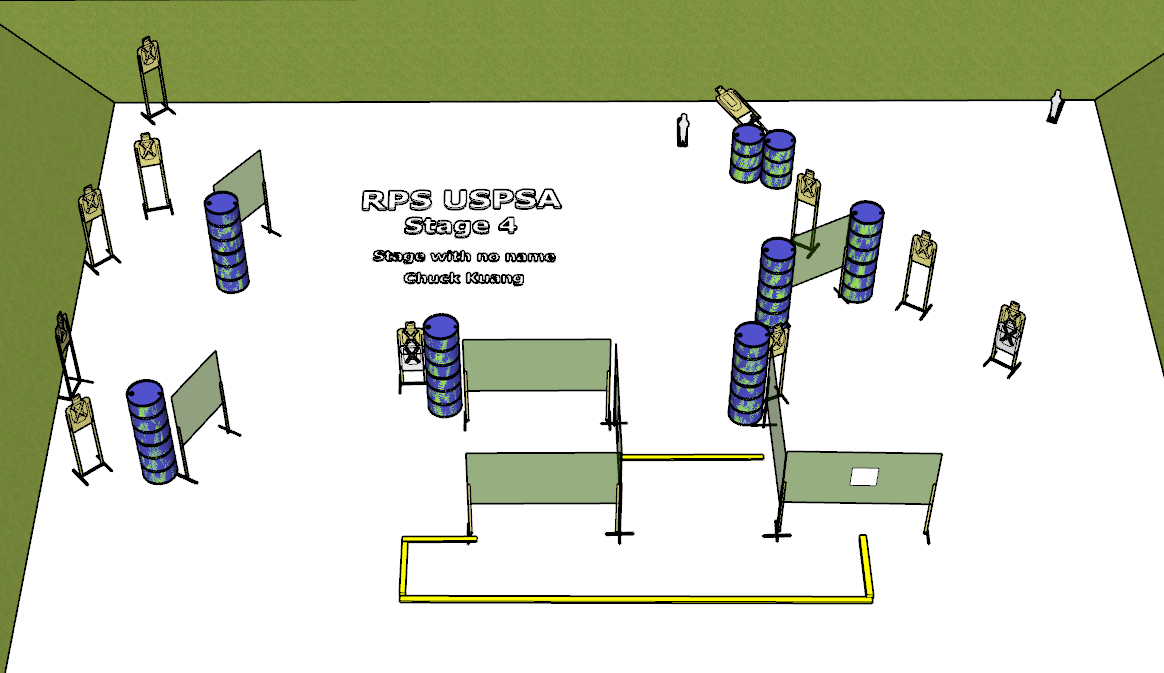 RPS USPSA
Stage 4
Stage with no name
Chuck Kuang